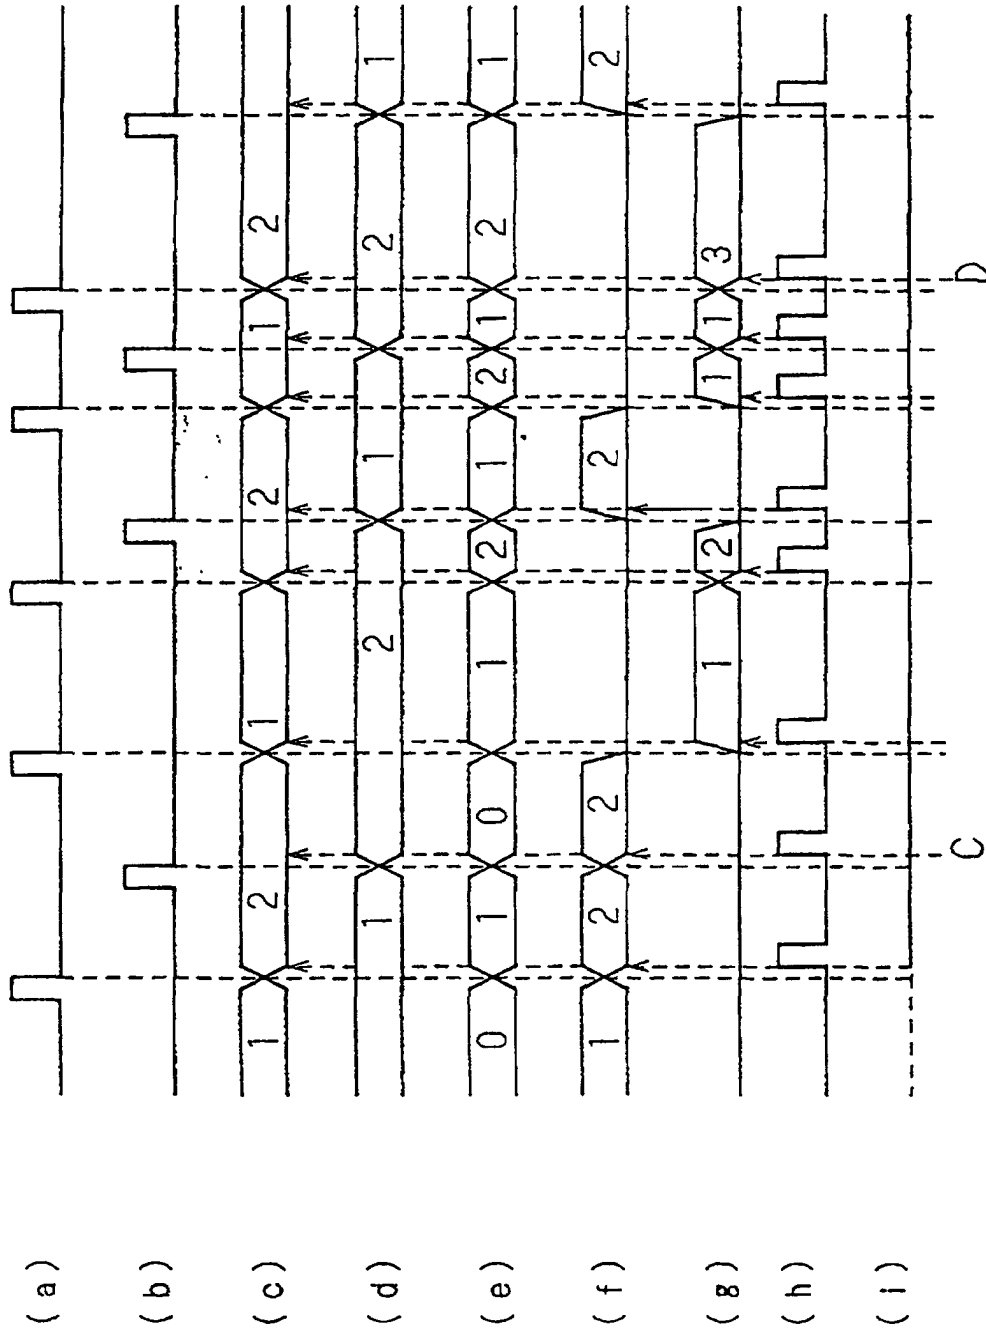 (a)
(b)
(c) 1 2 1 2 1 2
(d) 1 2 1 2 1
(e) 0 1 0 1 2 1 2 1 2 1
(f) 1 2 2 2 2
(g) 1 2 1 1 3
(h)
(i)
C D